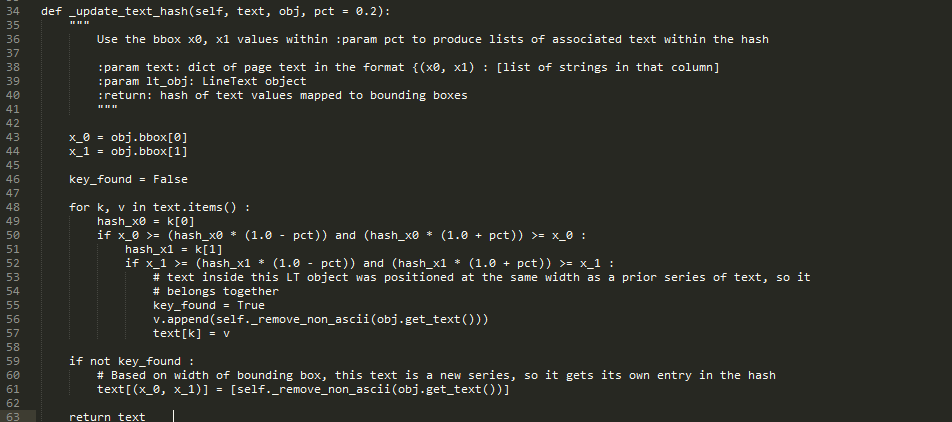 34 def _update_text_hash(self, text, obj, pct = 0.2):
35     """
36         Use the bbox x0, x1 values within :param pct to produce lists of associated text within the hash
37
38         :param text: dict of page text in the format {(x0, x1) : [list of strings in that column]
39         :param lt_obj: LineText object
40         :return: hash of text values mapped to bounding boxes
41         """
42
43     x_0 = obj.bbox[0]
44     x_1 = obj.bbox[1]
45
46     key_found = False
47
48     for k, v in text.items() :
49         hash_x0 = k[0]
50         if x_0 >= (hash_x0 * (1.0 - pct)) and (hash_x0 * (1.0 + pct)) >= x_0 :
51             hash_x1 = k[1]
52             if x_1 >= (hash_x1 * (1.0 - pct)) and (hash_x1 * (1.0 + pct)) >= x_1 :
53                 # text inside this LT object was positioned at the same width as a prior series of text, so it
54                 # belongs together
55                 key_found = True
56                 v.append(self._remove_non_ascii(obj.get_text()))
57                 text[k] = v
58
59     if not key_found :
60         # Based on width of bounding box, this text is a new series, so it gets its own entry in the hash
61         text[(x_0, x_1)] = [self._remove_non_ascii(obj.get_text())]
62
63     return text